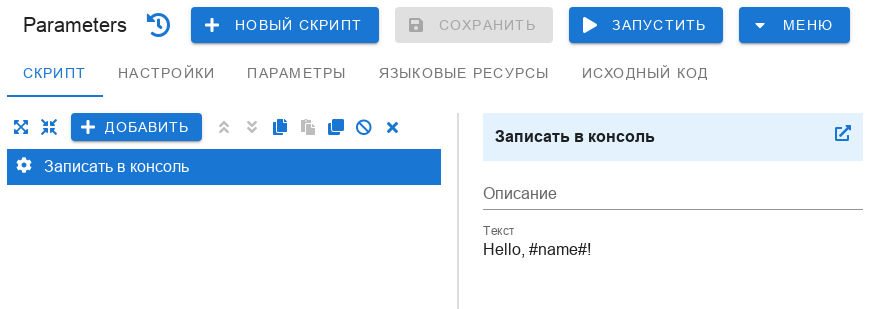 Parameters
НОВЫЙ СКРИПТ
СОХРАНИТЬ
ЗАПУСТИТЬ
МЕНЮ
СКРИПТ
НАСТРОЙКИ
ПАРАМЕТРЫ
ЯЗЫКОВЫЕ РЕСУРСЫ
ИСХОДНЫЙ КОД
ДОБАВИТЬ
Записать в консоль
Записать в консоль
Описание
Текст
Hello, #name#!